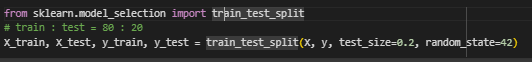 from sklearn.model_selection import train_test_split
# train : test = 80 : 20
X_train, X_test, y_train, y_test = train_test_split(X, y, test_size=0.2, random_state=42)